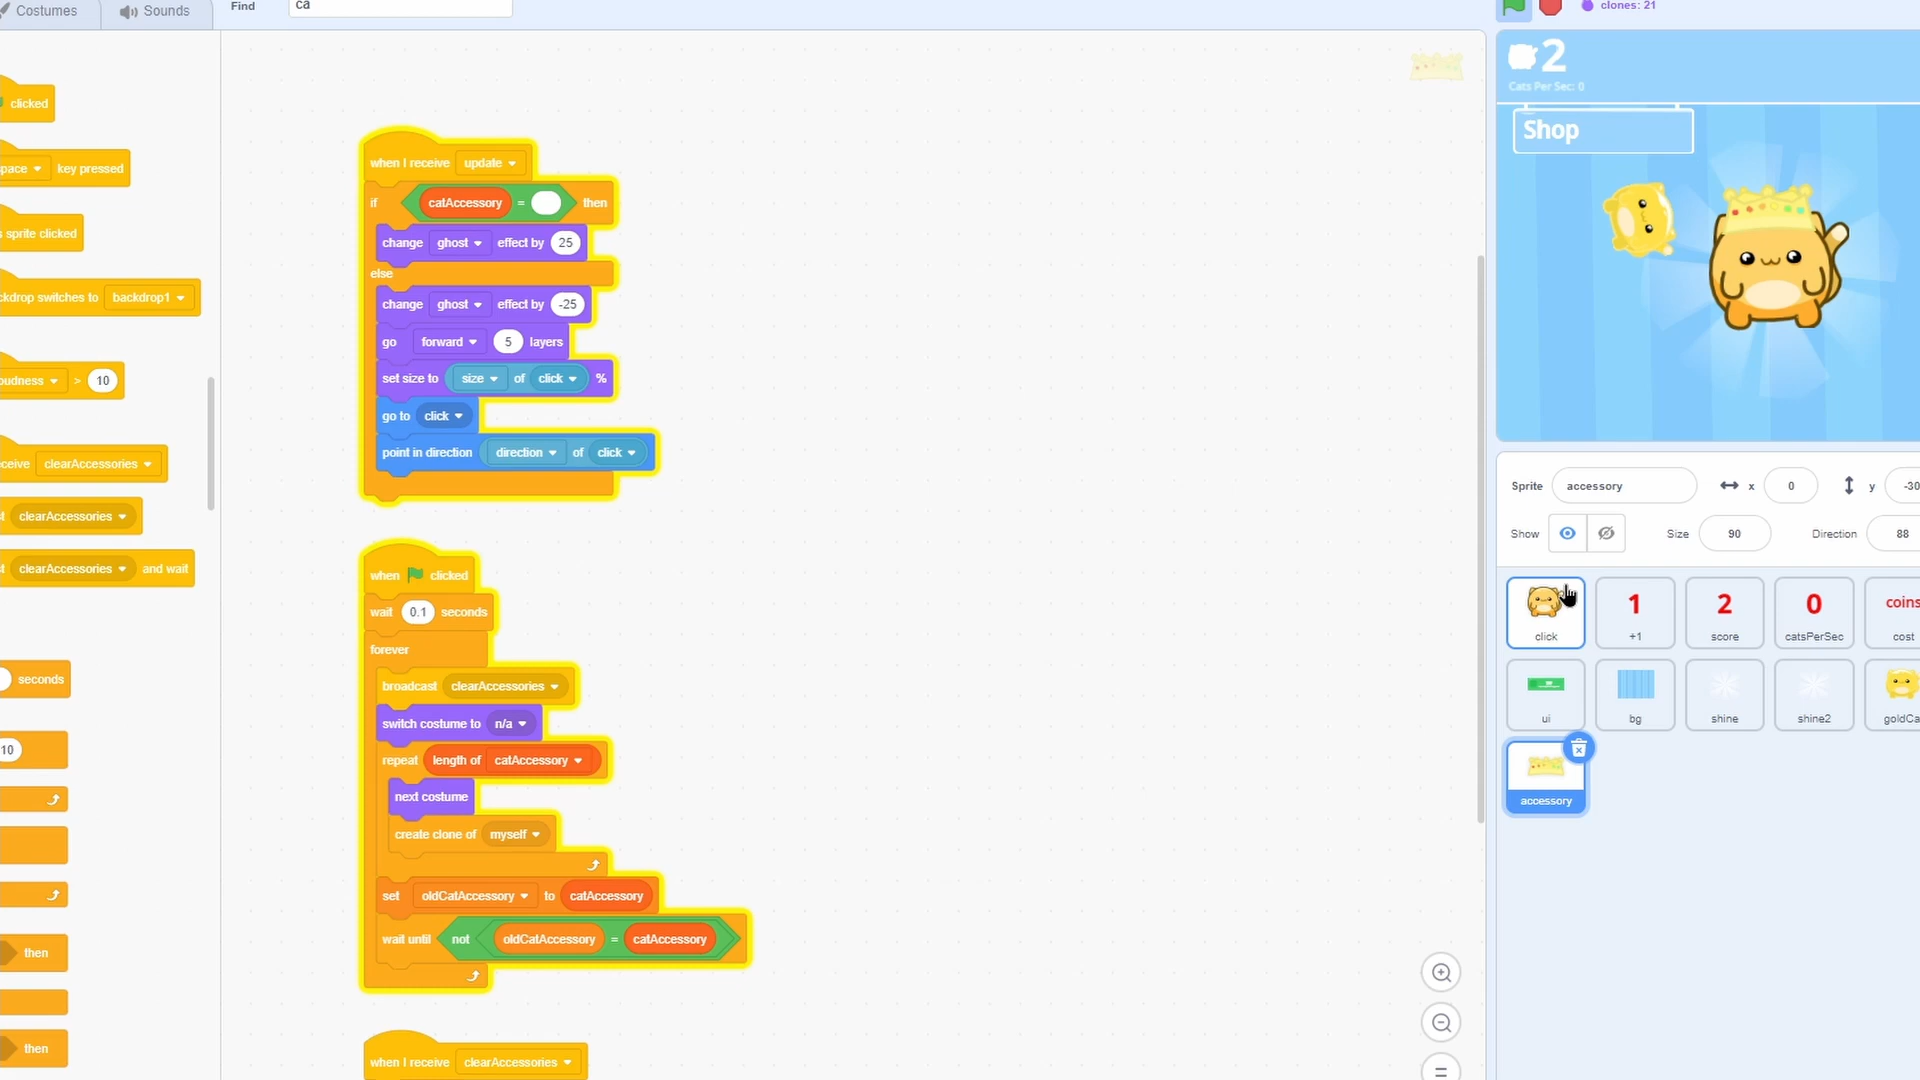 Costumes
Sounds
Find
ca
clones: 21
clicked
key pressed
sprite clicked
switches to backdrop1
> 10
clearAccessories
clearAccessories
clearAccessories and wait
seconds
10
then
then
when I receive update
if catAccessory = then
change ghost effect by 25
else
change ghost effect by -25
go forward 5 layers
set size to size of click %
go to click
point in direction direction of click
when clicked
wait 0.1 seconds
forever
broadcast clearAccessories
switch costume to n/a
repeat length of catAccessory
next costume
create clone of myself
set oldCatAccessory to catAccessory
wait until not oldCatAccessory = catAccessory
when I receive clearAccessories
2
Cats Per Sec: 0
Shop
Sprite accessory x 0 y -30
Show Size 90 Direction 88
1 2 0 coins
click +1 score catsPerSec cost
ui bg shine shine2 goldCa
accessory